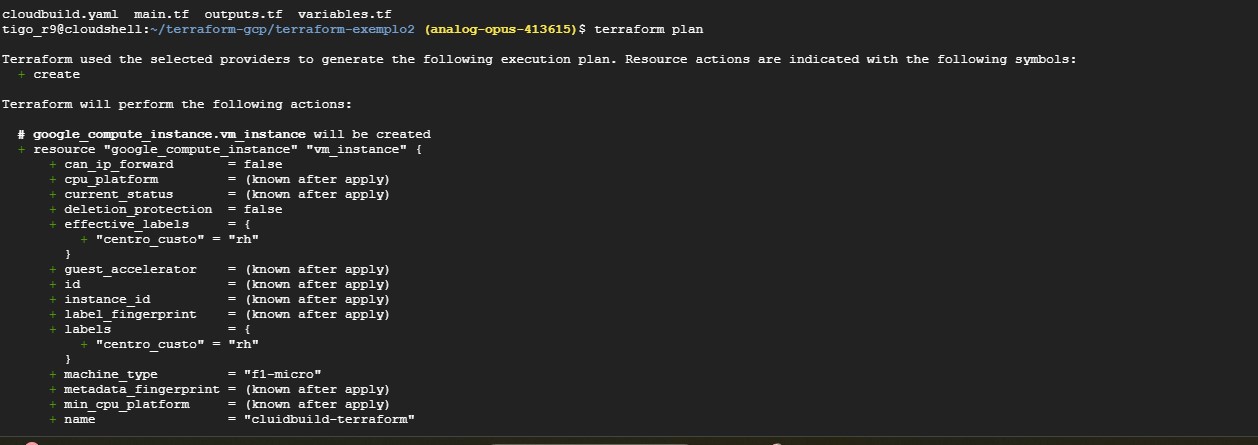 cloudbuild.yaml  main.tf  outputs.tf  variables.tf
tigo_r9@cloudshell:~/terraform-gcp/terraform-exemplo2 (analog-opus-413615)$ terraform plan
Terraform used the selected providers to generate the following execution plan. Resource actions are indicated with the following symbols:
  + create
Terraform will perform the following actions:
  # google_compute_instance.vm_instance will be created
  + resource "google_compute_instance" "vm_instance" {
      + can_ip_forward       = false
      + cpu_platform         = (known after apply)
      + current_status       = (known after apply)
      + deletion_protection  = false
      + effective_labels     = {
          + "centro_custo" = "rh"
        }
      + guest_accelerator    = (known after apply)
      + id                   = (known after apply)
      + instance_id          = (known after apply)
      + label_fingerprint    = (known after apply)
      + labels               = {
          + "centro_custo" = "rh"
        }
      + machine_type         = "f1-micro"
      + metadata_fingerprint = (known after apply)
      + min_cpu_platform     = (known after apply)
      + name                 = "cluidbuild-terraform"